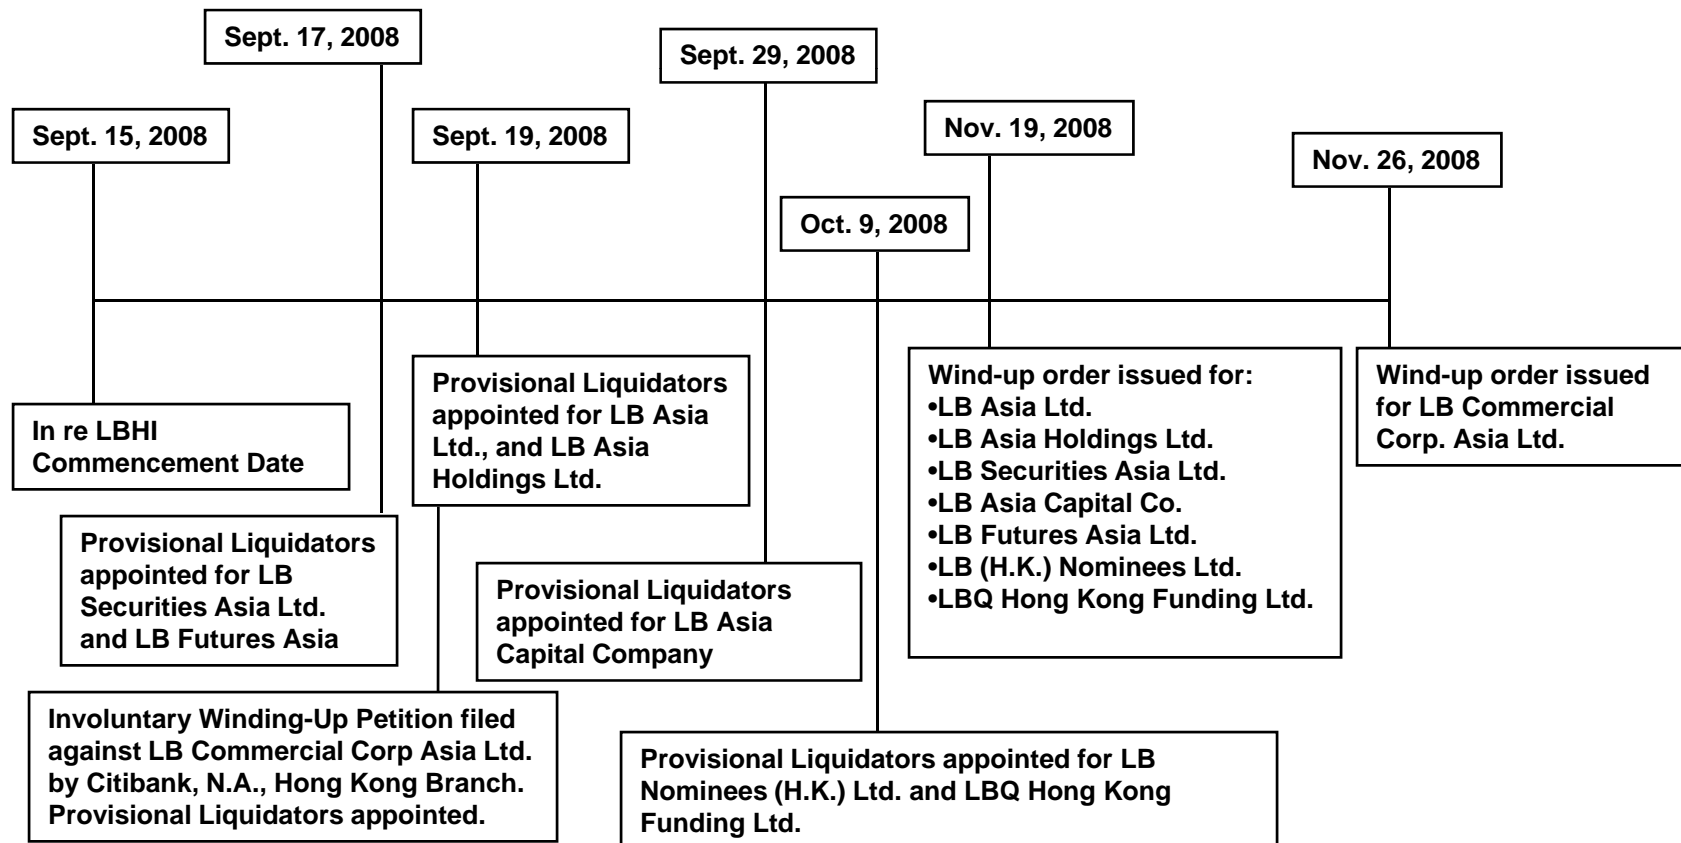 Sept. 17, 2008
Sept. 29, 2008
Sept. 15, 2008
Sept. 19, 2008
Nov. 19, 2008
Nov. 26, 2008
Oct. 9, 2008
In re LBHI
Commencement Date
Provisional Liquidators
appointed for LB
Securities Asia Ltd.
and LB Futures Asia
Provisional Liquidators
appointed for LB Asia
Ltd., and LB Asia
Holdings Ltd.
Involuntary Winding-Up Petition filed
against LB Commercial Corp Asia Ltd.
by Citibank, N.A., Hong Kong Branch.
Provisional Liquidators appointed.
Provisional Liquidators
appointed for LB Asia
Capital Company
Provisional Liquidators appointed for LB
Nominees (H.K.) Ltd. and LBQ Hong Kong
Funding Ltd.
Wind-up order issued for:
•LB Asia Ltd.
•LB Asia Holdings Ltd.
•LB Securities Asia Ltd.
•LB Asia Capital Co.
•LB Futures Asia Ltd.
•LB (H.K.) Nominees Ltd.
•LBQ Hong Kong Funding Ltd.
Wind-up order issued
for LB Commercial
Corp. Asia Ltd.